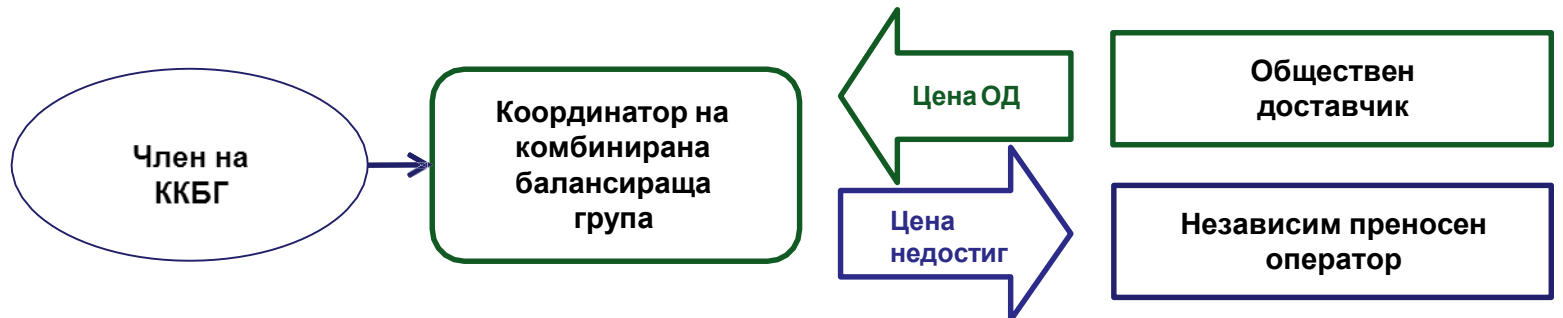 Член на
ККБГ
Координатор на
комбинирана
балансираща
група
Цена ОД
Цена
недостиг
Обществен
доставчик
Независим преносен
оператор